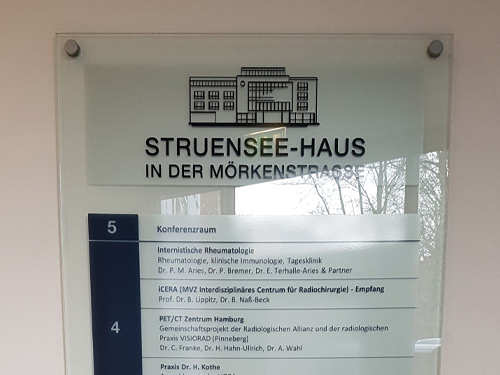 STRUENSEE-HAUS
IN DER MÖRKENSTRASSE
5 Konferenzraum
Internistische Rheumatologie
Rheumatologie, klinische Immunologie, Tagesklinik
Dr. P. M. Aries, Dr. P. Bremer, Dr. E. Terhalle-Aries & Partner
iCERA (MVZ Interdisziplinäres Centrum für Radiochirurgie) - Empfang
Prof. Dr. B. Lippitz, Dr. B. Naß-Beck
4
PET/CT Zentrum Hamburg
Gemeinschaftsprojekt der Radiologischen Allianz und der radiologischen
Praxis VISIORAD (Pinneberg)
Dr. C. Franke, Dr. H. Hahn-Ullrich, Dr. A. Wahl
Praxis Dr. H. Kothe